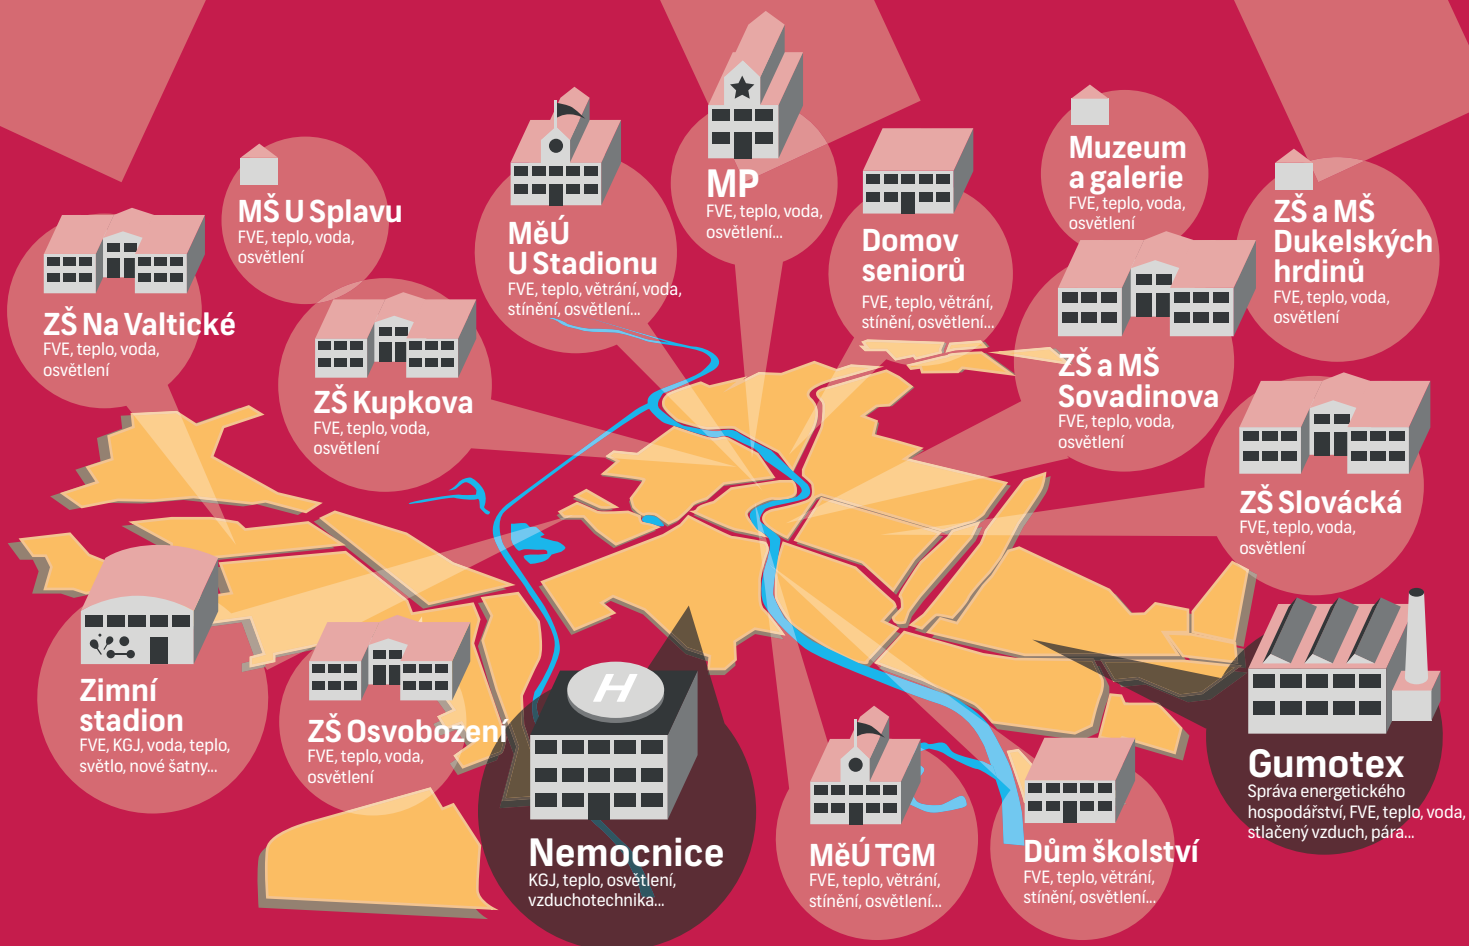 MŠ U Splavu
FVE, teplo, voda,
osvětlení
MěÚ
U Stadionu
FVE, teplo, větrání, voda,
stínění, osvětlení...
MP
FVE, teplo, voda,
osvětlení...
Domov
seniorů
FVE, teplo, větrání,
stínění, osvětlení...
Muzeum
a galerie
FVE, teplo, voda,
osvětlení
ZŠ a MŠ
Dukelských
hrdinů
FVE, teplo, voda,
osvětlení
ZŠ Na Valtické
FVE, teplo, voda,
osvětlení
ZŠ Kupkova
FVE, teplo, voda,
osvětlení
ZŠ a MŠ
Sovadinova
FVE, teplo, voda,
osvětlení
ZŠ Slovácká
FVE, teplo, voda,
osvětlení
Zimní
stadion
FVE, KGJ, voda, teplo,
světlo, nové šatny...
ZŠ Osvobození
FVE, teplo, voda,
osvětlení
H
Nemocnice
KGJ, teplo, osvětlení,
vzduchotechnika...
MěÚ TGM
FVE, teplo, větrání,
stínění, osvětlení...
Dům školství
FVE, teplo, větrání,
stínění, osvětlení...
Gumotex
Správa energetického
hospodářství, FVE, teplo, voda,
stlačený vzduch, pára...